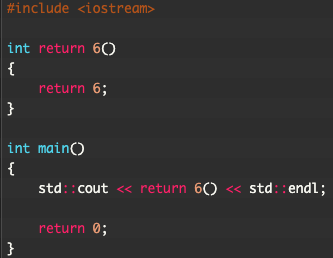 #include <iostream>
int return 6()
{
return 6;
}
int main()
{
std::cout << return 6() << std::endl;
return 0;
}